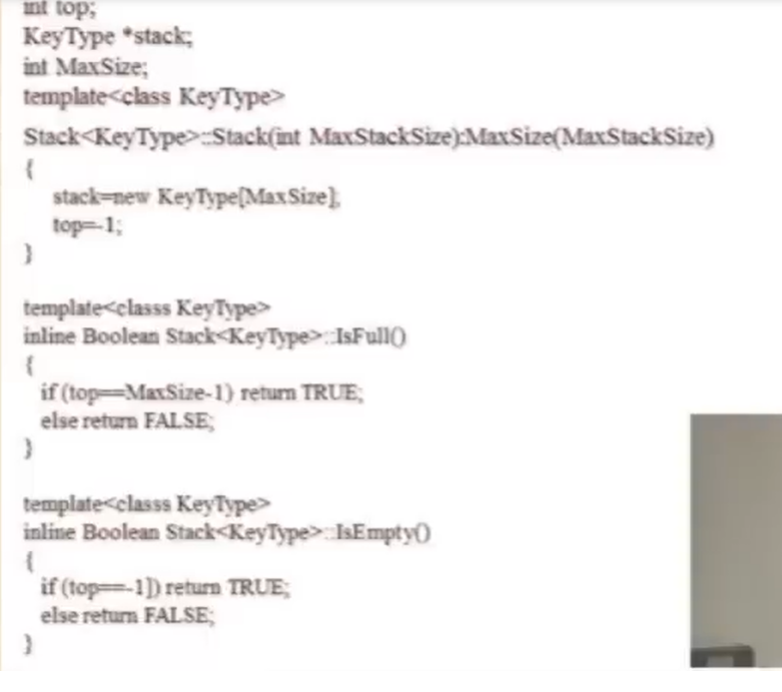 int top;
KeyType *stack;
int MaxSize;
template<class KeyType>
Stack<KeyType>::Stack(int MaxStackSize):MaxSize(MaxStackSize)
{
stack=new KeyType[MaxSize];
top=-1;
}
template<classs KeyType>
inline Boolean Stack<KeyType>::IsFull()
{
if (top==MaxSize-1) return TRUE;
else return FALSE;
}
template<classs KeyType>
inline Boolean Stack<KeyType>::IsEmpty()
{
if (top==-1]) return TRUE;
else return FALSE;
}